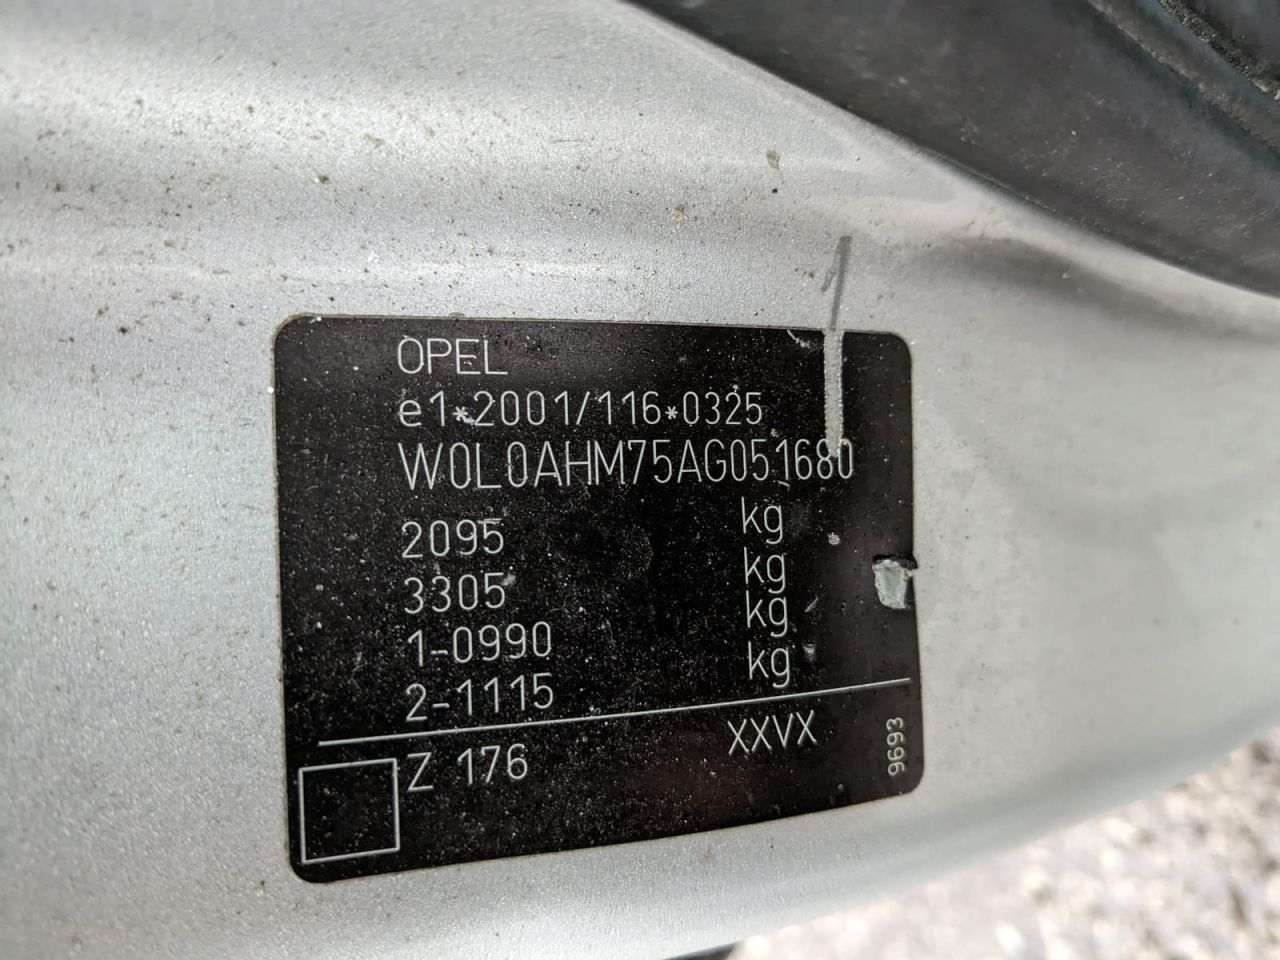 OPEL
e1*2001/116*0325
W0L0AHM75AG051680
2095 kg
3305 kg
1-0990 kg
2-1115 kg
Z 176 XXVX
9693